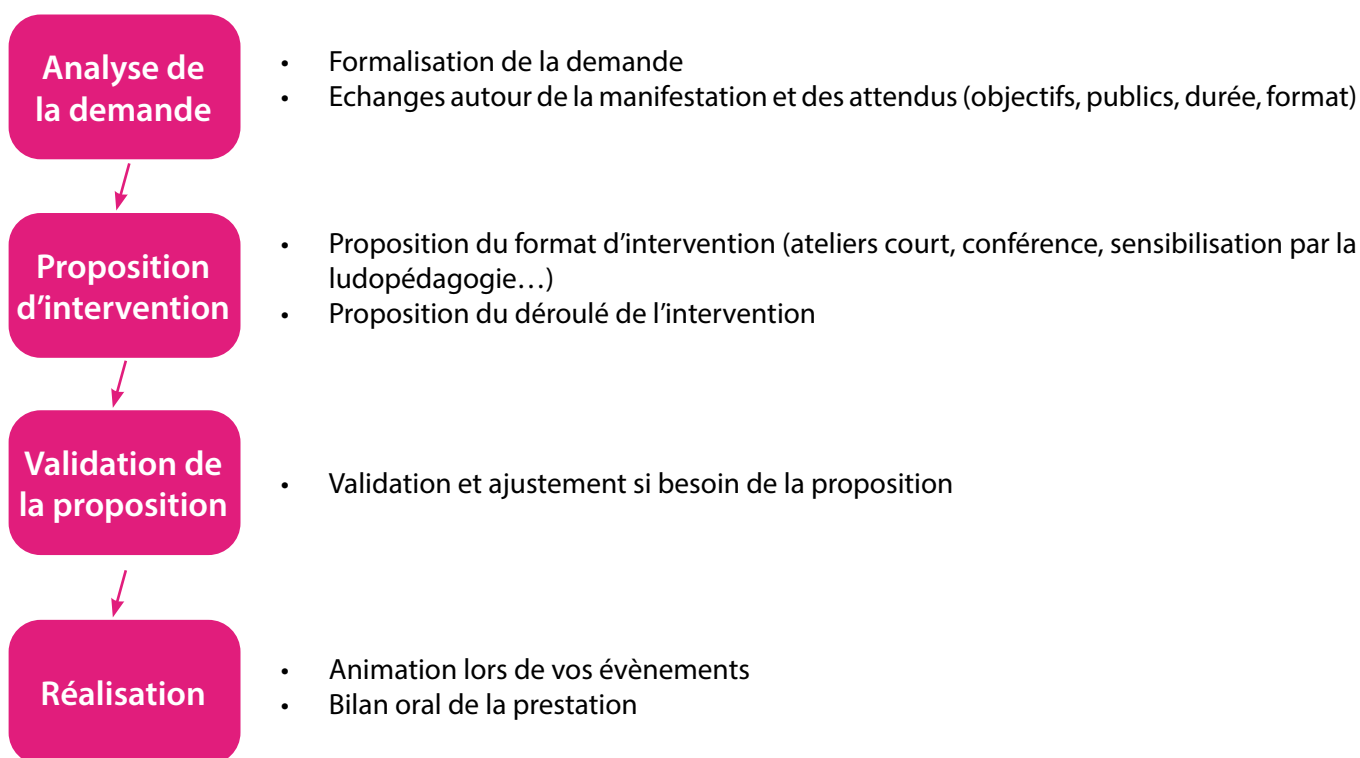 Analyse de
la demande
• Formalisation de la demande
• Echanges autour de la manifestation et des attendus (objectifs, publics, durée, format)
Proposition
d’intervention
• Proposition du format d’intervention (ateliers court, conférence, sensibilisation par la
ludopédagogie…)
• Proposition du déroulé de l’intervention
Validation de
la proposition
• Validation et ajustement si besoin de la proposition
Réalisation
• Animation lors de vos évènements
• Bilan oral de la prestation